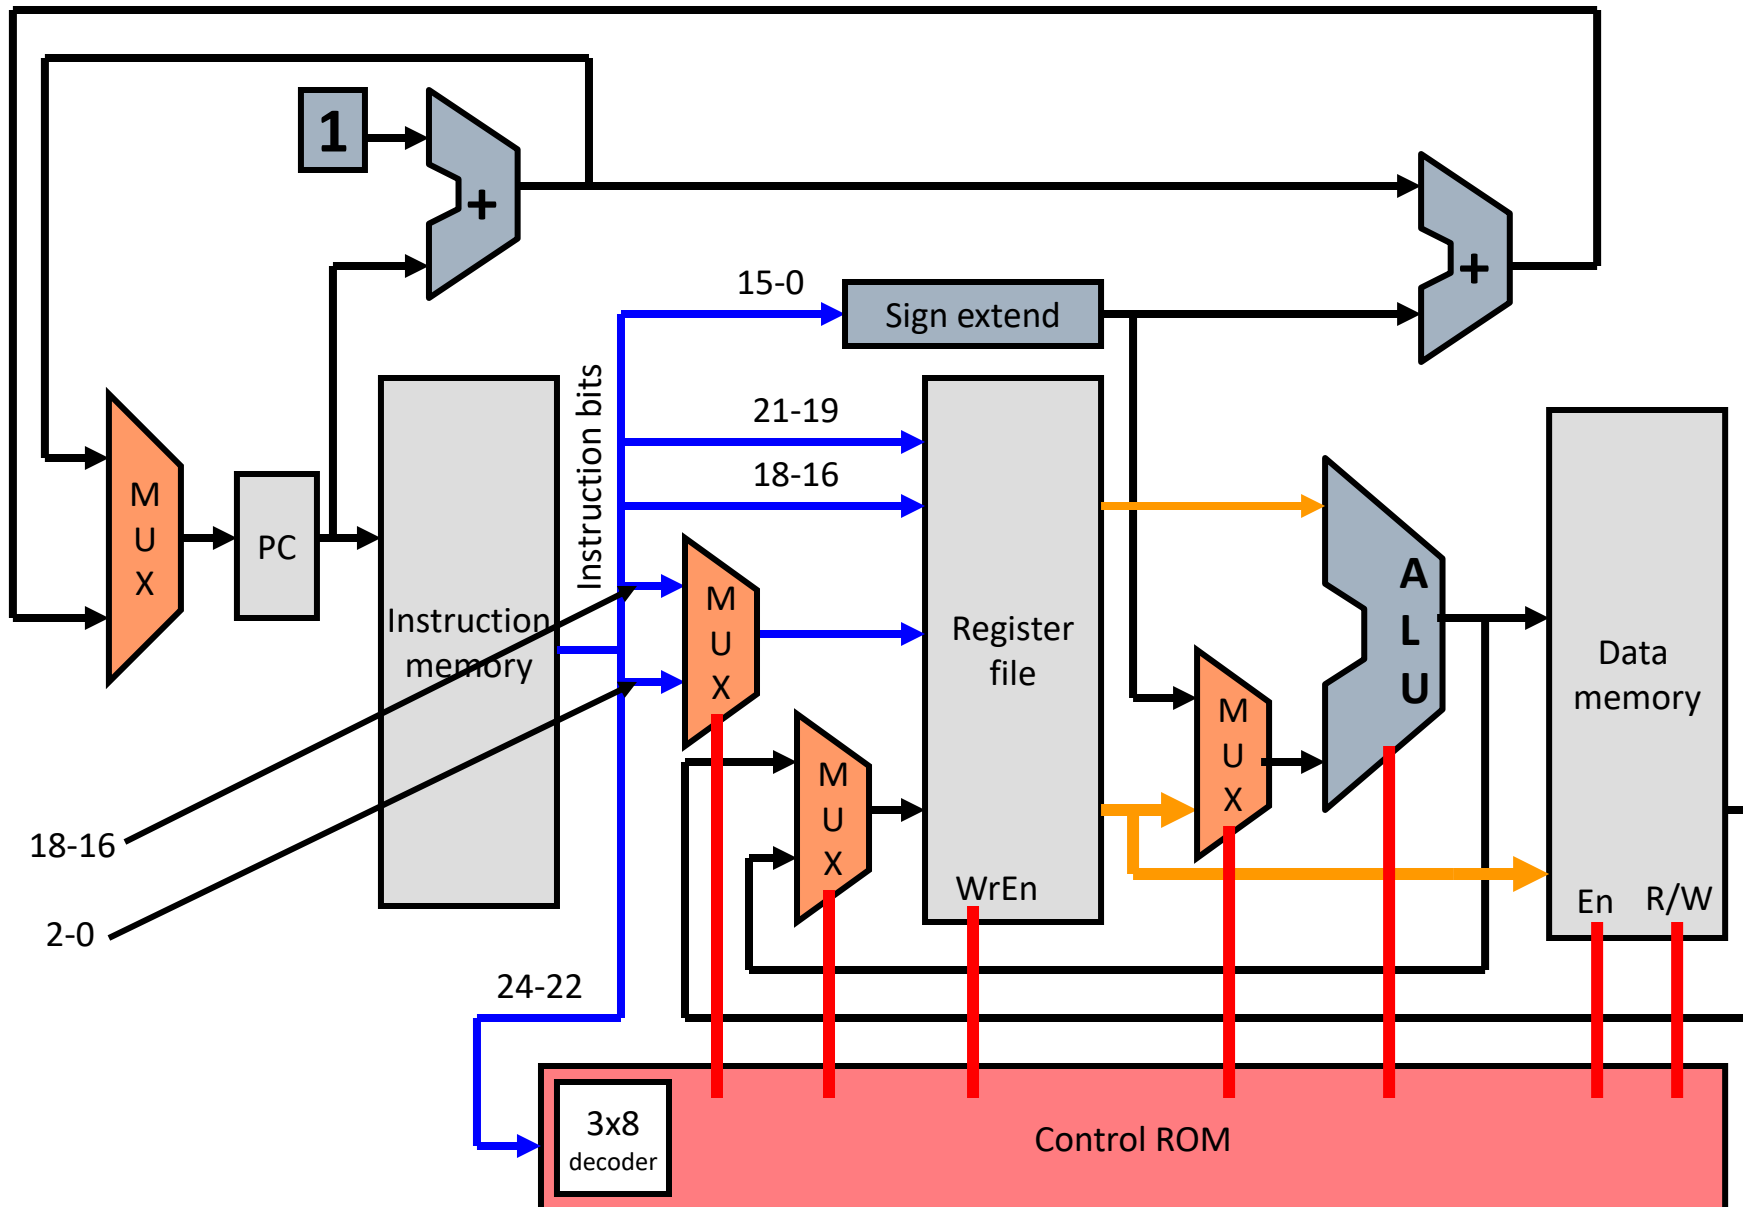 1
+
+
15-0
Sign extend
Instruction bits
21-19
18-16
M
U
X
PC
Instruction
memory
M
U
X
Register
file
A
L
U
Data
memory
M
U
X
M
U
X
18-16
2-0
WrEn
En
R/W
24-22
3x8
decoder
Control ROM